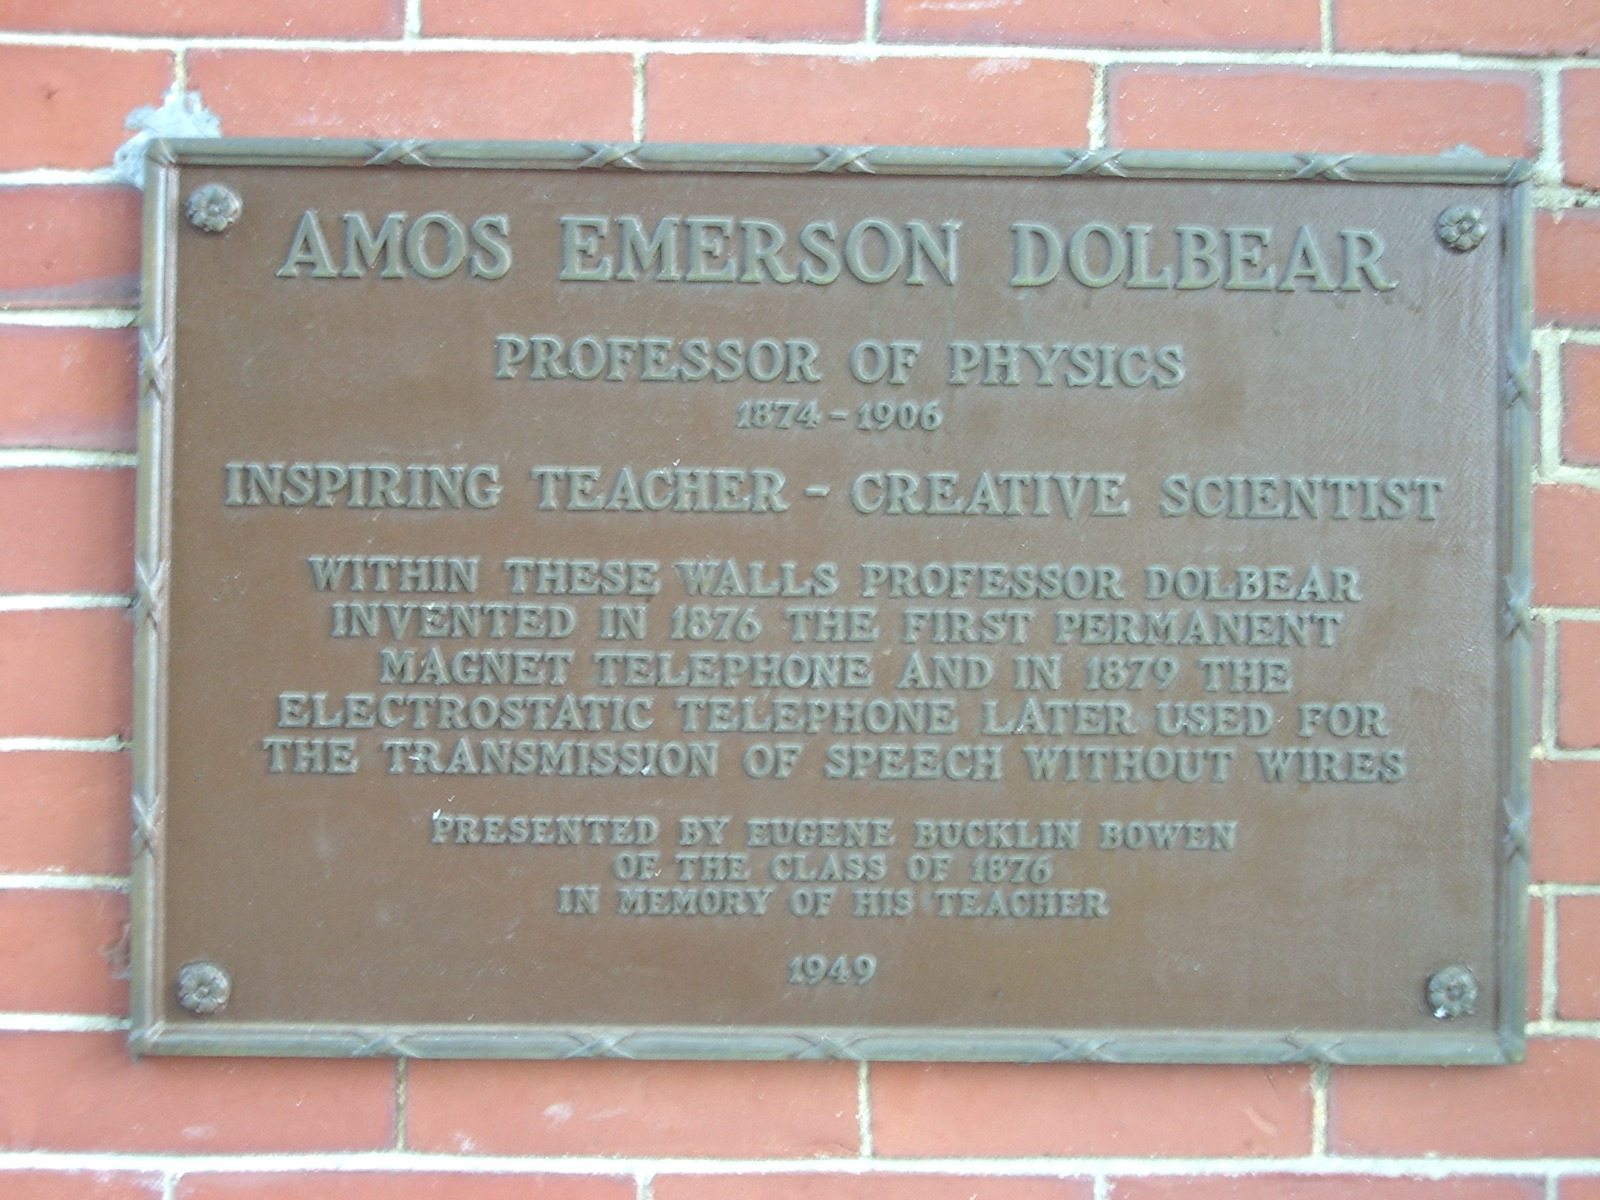 AMOS EMERSON DOLBEAR
PROFESSOR OF PHYSICS
1874-1906
INSPIRING TEACHER - CREATIVE SCIENTIST
WITHIN THESE WALLS PROFESSOR DOLBEAR
INVENTED IN 1876 THE FIRST PERMANENT
MAGNET TELEPHONE AND IN 1879 THE
ELECTROSTATIC TELEPHONE LATER USED FOR
THE TRANSMISSION OF SPEECH WITHOUT WIRES
PRESENTED BY EUGENE BUCKLIN BOWEN
OF THE CLASS OF 1876
IN MEMORY OF HIS TEACHER
1949